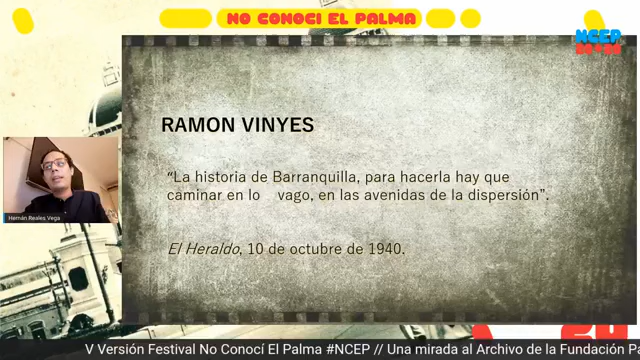 NO CONOCI EL PALMA
NCEP
RAMON VINYES
"La historia de Barranquilla, para hacerla hay que
caminar en lo vago, en las avenidas de la dispersión".
El Heraldo, 10 de octubre de 1940.
Hernán Reales Vega
V Versión Festival No Conocí El Palma #NCEP // Una mirada al Archivo de la Fundación Pa